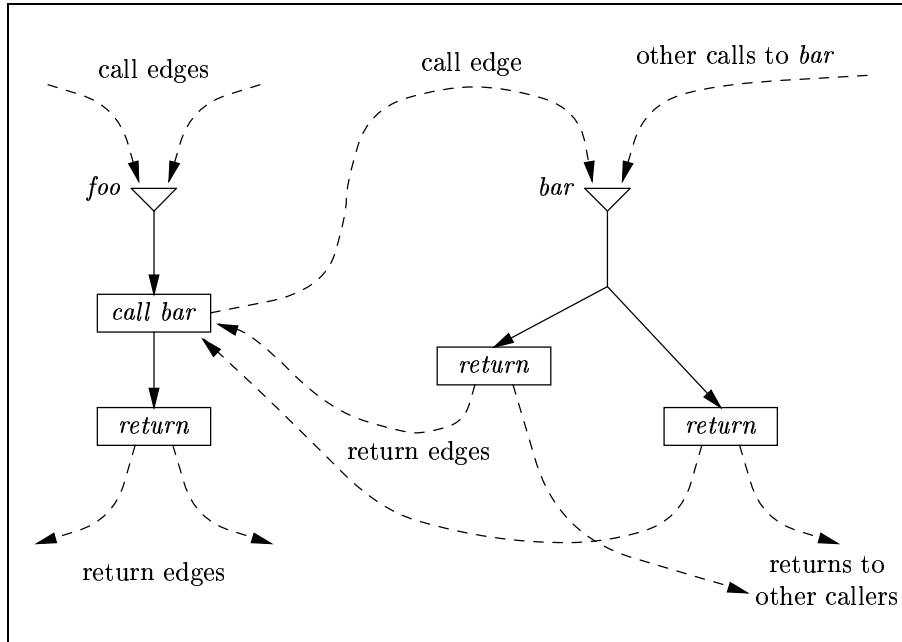 call edges
call edge
other calls to bar
foo
bar
call bar
return
return
return
return edges
return edges
returns to
other callers